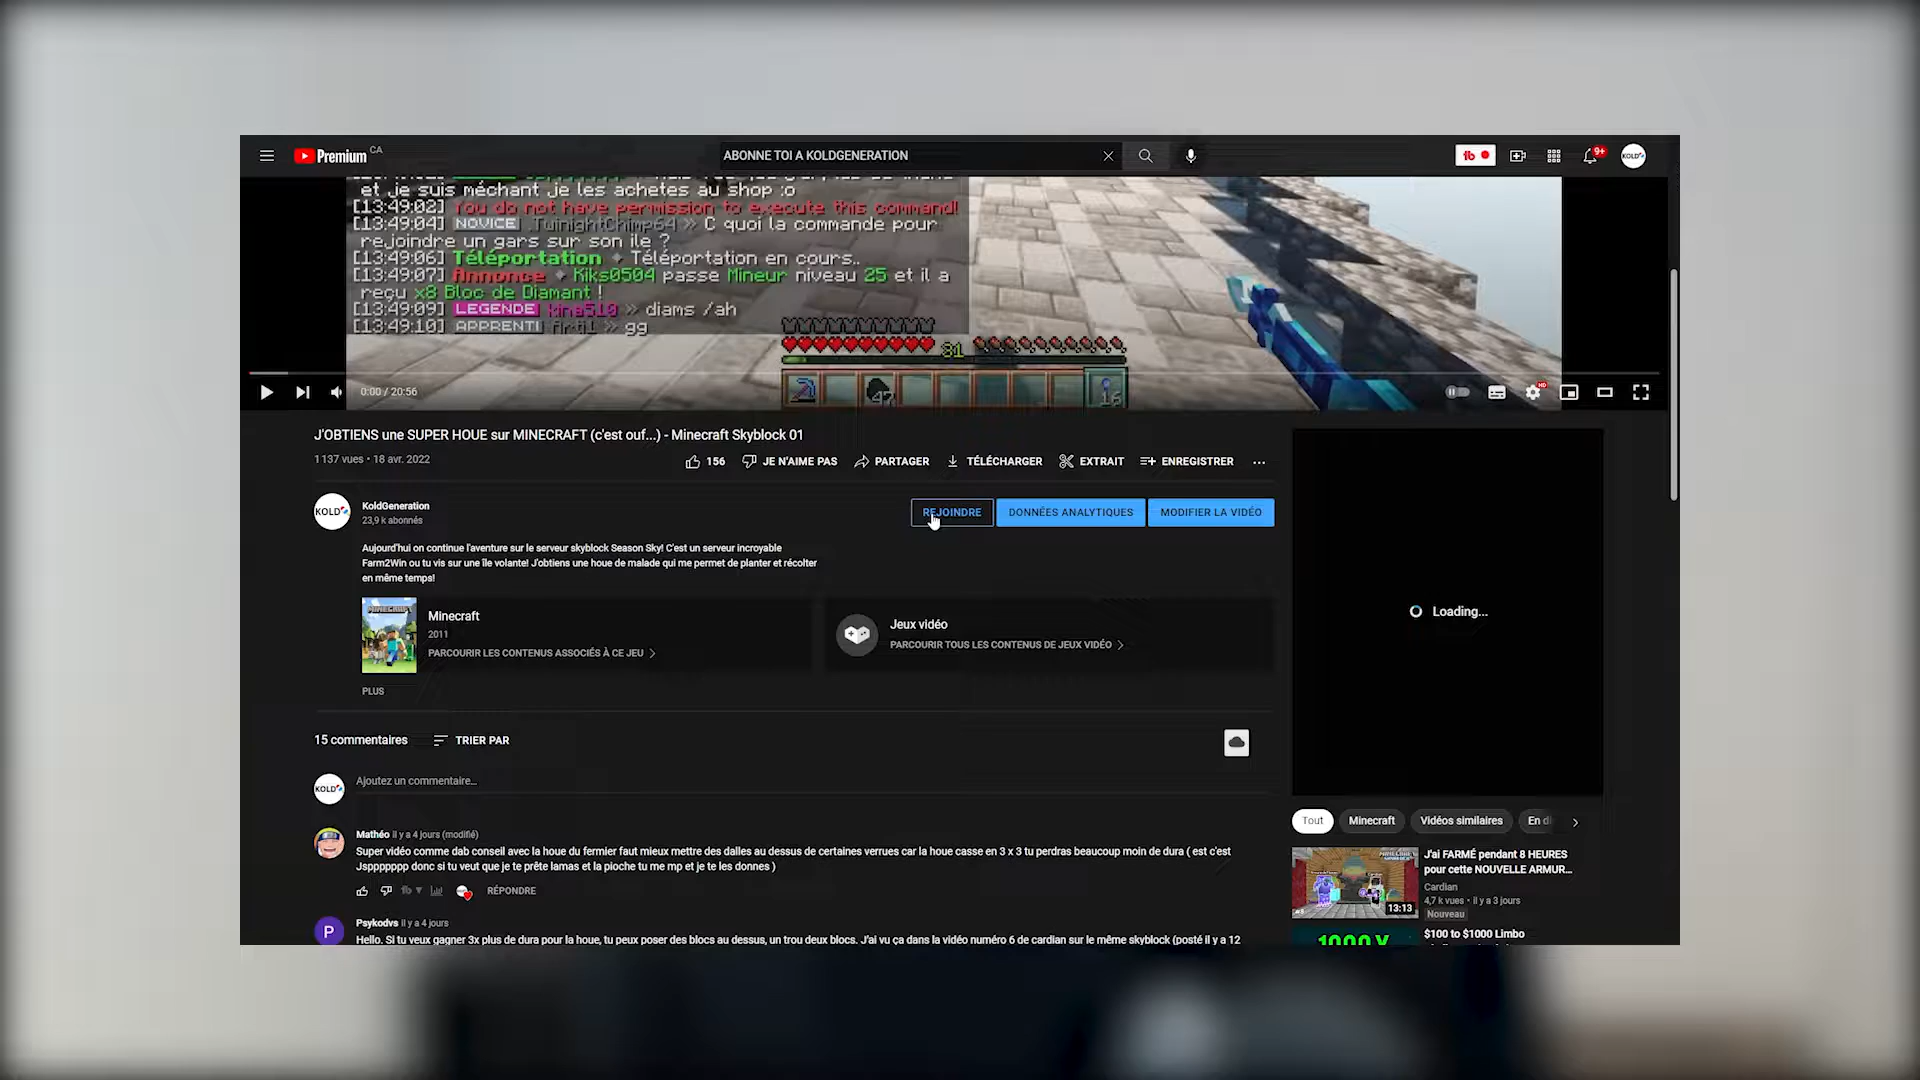 Premium CA
ABONNE TOI A KOLDGENERATION
9+
KOLD
et je suis méchant je les achetes au shop :o
[13:49:02] You do not have permission to execute this command!
[13:49:04] NOVICE .TwinightChimp64 » C quoi la commande pour
rejoindre un gars sur son ile ?
[13:49:06] Téléportation + Téléportation en cours..
[13:49:07] Annonce + Kiks0504 passe Mineur niveau 25 et il a
reçu x8 Bloc de Diamant !
[13:49:09] LEGENDE kina510 » diams /ah
[13:49:10] APPRENTI » gg
31
47
16
0:00 / 20:56
HD
J'OBTIENS une SUPER HOUE sur MINECRAFT (c'est ouf...) - Minecraft Skyblock 01
1 137 vues • 18 avr. 2022
156
JE N'AIME PAS
PARTAGER
TÉLÉCHARGER
EXTRAIT
ENREGISTRER
...
KOLD
KoldGeneration
23,9 k abonnés
REJOINDRE
DONNÉES ANALYTIQUES
MODIFIER LA VIDÉO
Aujourd'hui on continue l'aventure sur le serveur skyblock Season Sky! C'est un serveur incroyable
Farm2Win ou tu vis sur une île volante! J'obtiens une houe de malade qui me permet de planter et récolter
en même temps!
MINECRAFT
Minecraft
2011
PARCOURIR LES CONTENUS ASSOCIÉS À CE JEU
Jeux vidéo
PARCOURIR TOUS LES CONTENUS DE JEUX VIDÉO
PLUS
Loading...
15 commentaires
TRIER PAR
KOLD
Ajoutez un commentaire...
Mathéo il y a 4 jours (modifié)
Super vidéo comme dab conseil avec la houe du fermier faut mieux mettre des dalles au dessus de certaines verrues car la houe casse en 3 x 3 tu perdras beaucoup moin de dura ( est c'est
Jsppppppp donc si tu veut que je te prête lamas et la pioche tu me mp et je te les donnes )
RÉPONDRE
P
Psykodvs il y a 4 jours
Hello. Si tu veux gagner 3x plus de dura pour la houe, tu peux poser des blocs au dessus, un trou deux blocs. J'ai vu ça dans la vidéo numéro 6 de cardian sur le même skyblock (posté il y a 12
Tout
Minecraft
Vidéos similaires
En di
J'ai FARMÉ pendant 8 HEURES
pour cette NOUVELLE ARMUR...
Cardian
4,7 k vues • il y a 3 jours
Nouveau
13:13
$100 to $1000 Limbo
1000 X